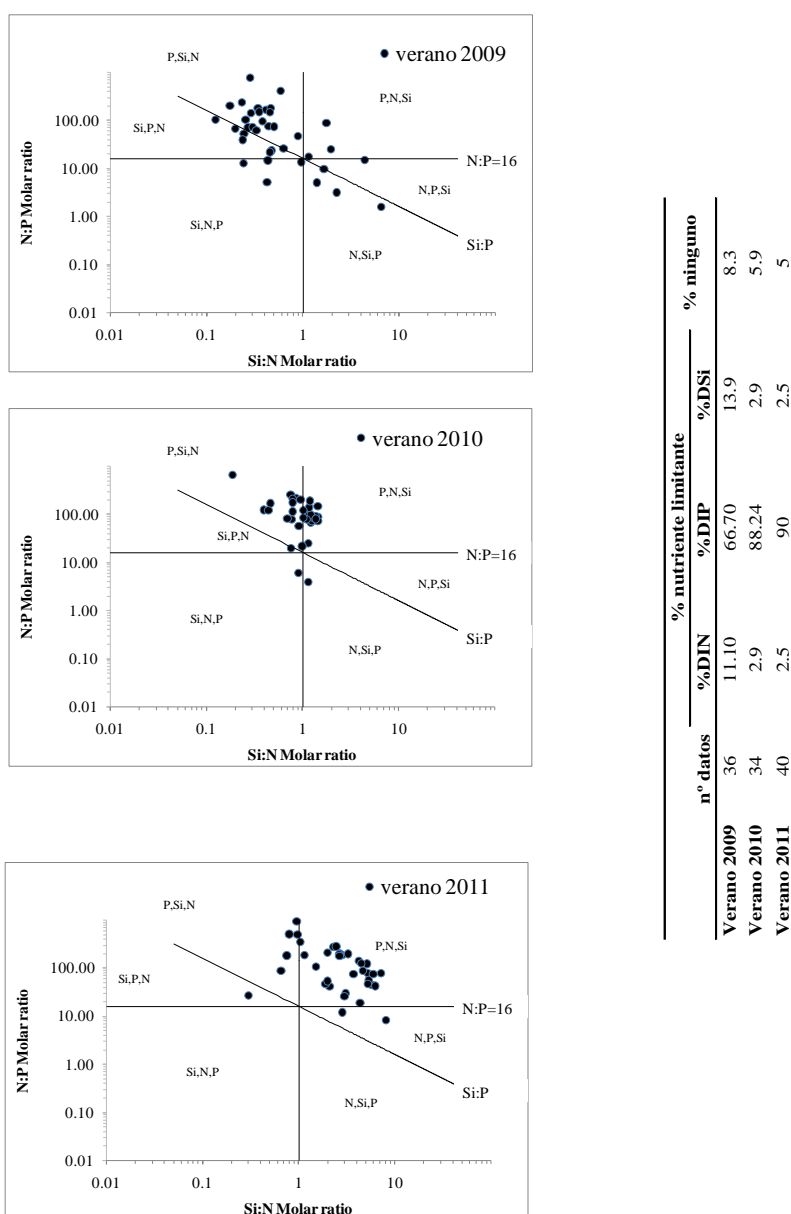 verano 2009
P,Si,N
P,N,Si
Si,P,N
N:P=16
N,P,Si
Si,N,P
N,Si,P
Si:P
100.00
10.00
1.00
0.10
0.01
N:P Molar ratio
0.01 0.1 1 10
Si:N Molar ratio
verano 2010
P,Si,N
P,N,Si
Si,P,N
N:P=16
N,P,Si
Si,N,P
N,Si,P
Si:P
100.00
10.00
1.00
0.10
0.01
N:P Molar ratio
0.01 0.1 1 10
Si:N Molar ratio
verano 2011
P,Si,N
P,N,Si
Si,P,N
N:P=16
N,P,Si
Si,N,P
N,Si,P
Si:P
100.00
10.00
1.00
0.10
0.01
N:P Molar ratio
0.01 0.1 1 10
Si:N Molar ratio
% nutriente limitante
nº datos %DIN %DIP %DSi % ninguno
Verano 2009 36 11.10 66.70 13.9 8.3
Verano 2010 34 2.9 88.24 2.9 5.9
Verano 2011 40 2.5 90 2.5 5